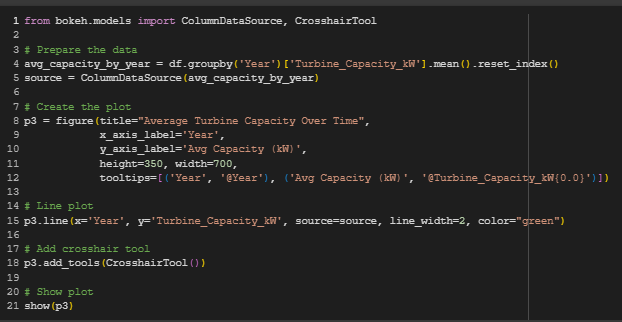 1 from bokeh.models import ColumnDataSource, CrosshairTool
2
3 # Prepare the data
4 avg_capacity_by_year = df.groupby('Year')['Turbine_Capacity_kW'].mean().reset_index()
5 source = ColumnDataSource(avg_capacity_by_year)
6
7 # Create the plot
8 p3 = figure(title="Average Turbine Capacity Over Time",
9             x_axis_label='Year',
10             y_axis_label='Avg Capacity (kW)',
11             height=350, width=700,
12             tooltips=[('Year', '@Year'), ('Avg Capacity (kW)', '@Turbine_Capacity_kW{0.0}')])
13
14 # Line plot
15 p3.line(x='Year', y='Turbine_Capacity_kW', source=source, line_width=2, color="green")
16
17 # Add crosshair tool
18 p3.add_tools(CrosshairTool())
19
20 # Show plot
21 show(p3)